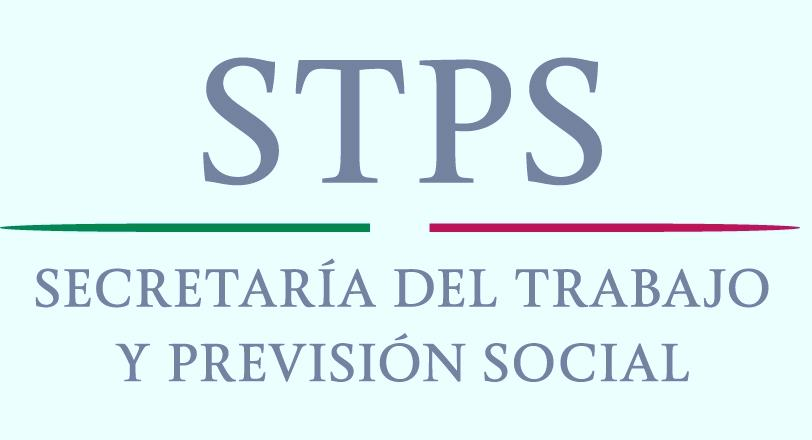 STPS
SECRETARÍA DEL TRABAJO
Y PREVISIÓN SOCIAL